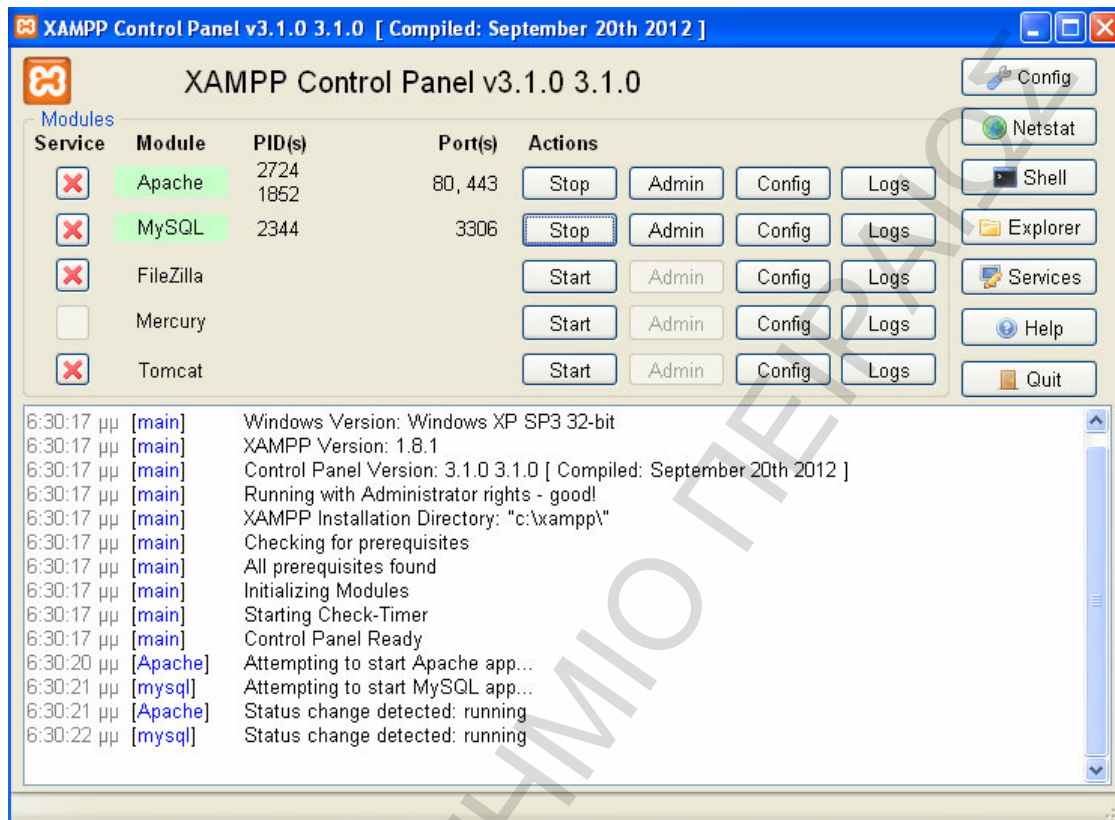 XAMPP Control Panel v3.1.0 3.1.0 [ Compiled: September 20th 2012 ]
XAMPP Control Panel v3.1.0 3.1.0
Config
Modules
Service Module PID(s) Port(s) Actions
Netstat
Apache 2724 1852 80, 443 Stop Admin Config Logs
Shell
MySQL 2344 3306 Stop Admin Config Logs
Explorer
FileZilla Start Admin Config Logs
Services
Mercury Start Admin Config Logs
Help
Tomcat Start Admin Config Logs
Quit
6:30:17 μμ [main] Windows Version: Windows XP SP3 32-bit
6:30:17 μμ [main] XAMPP Version: 1.8.1
6:30:17 μμ [main] Control Panel Version: 3.1.0 3.1.0 [ Compiled: September 20th 2012 ]
6:30:17 μμ [main] Running with Administrator rights - good!
6:30:17 μμ [main] XAMPP Installation Directory: "c:\xampp\"
6:30:17 μμ [main] Checking for prerequisites
6:30:17 μμ [main] All prerequisites found
6:30:17 μμ [main] Initializing Modules
6:30:17 μμ [main] Starting Check-Timer
6:30:17 μμ [main] Control Panel Ready
6:30:20 μμ [Apache] Attempting to start Apache app...
6:30:21 μμ [mysql] Attempting to start MySQL app...
6:30:21 μμ [Apache] Status change detected: running
6:30:22 μμ [mysql] Status change detected: running
ΠΕΙΡΑΙΩΣ